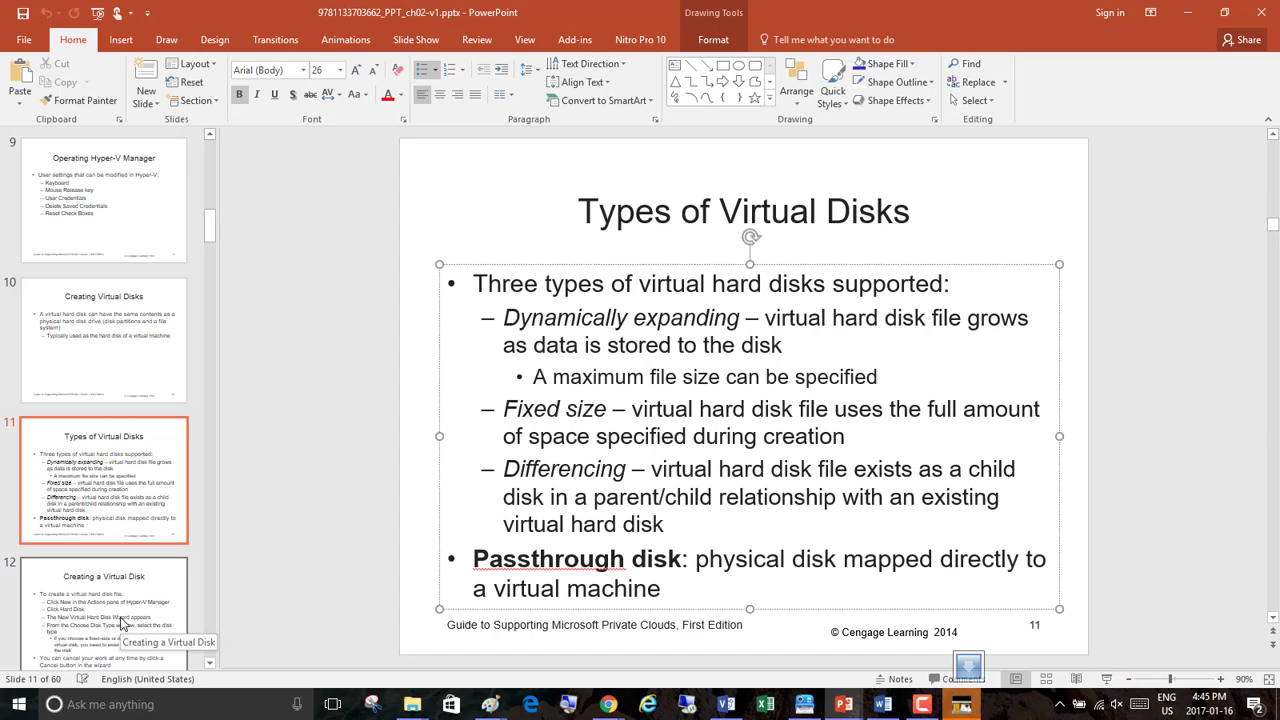 9781133703662_PPT_ch02-v1.pptx - PowerPoint
Drawing Tools
Sign in
File Home Insert Draw Design Transitions Animations Slide Show Review View Add-ins Nitro Pro 10 Format Tell me what you want to do... Share
Paste
Cut
Copy
Format Painter
Clipboard
New Slide
Layout
Reset
Section
Slides
Arial (Body) 26
B I U S abc AV Aa A
Font
Text Direction
Align Text
Convert to SmartArt
Paragraph
Arrange
Quick Styles
Shape Fill
Shape Outline
Shape Effects
Drawing
Find
Replace
Select
Editing
9
Operating Hyper-V Manager
• User settings that can be modified in Hyper-V:
– Keyboard
– Mouse Release key
– User Credentials
– Delete Saved Credentials
– Reset Check Boxes
10
Creating Virtual Disks
• A virtual hard disk can have the same contents as a
physical hard disk drive (disk partitions and a file
system)
– Typically used as the hard disk of a virtual machine
11
Types of Virtual Disks
• Three types of virtual hard disks supported:
– Dynamically expanding – virtual hard disk file grows
as data is stored to the disk
• A maximum file size can be specified
– Fixed size – virtual hard disk file uses the full amount
of space specified during creation
– Differencing – virtual hard disk file exists as a child
disk in a parent/child relationship with an existing
virtual hard disk
• Passthrough disk: physical disk mapped directly to
a virtual machine
12
Creating a Virtual Disk
• To create a virtual hard disk file:
– Click New in the Actions pane of Hyper-V Manager
– Click Hard Disk
– The New Virtual Hard Disk Wizard appears
– From the Choose Disk Type window, select the disk
type
• If you choose a fixed-size or
virtual disk, you need to
the disk
• You can cancel your work at any time by click a
Cancel button in the wizard
Creating a Virtual Disk
Types of Virtual Disks
• Three types of virtual hard disks supported:
– Dynamically expanding – virtual hard disk file grows
as data is stored to the disk
• A maximum file size can be specified
– Fixed size – virtual hard disk file uses the full amount
of space specified during creation
– Differencing – virtual hard disk file exists as a child
disk in a parent/child relationship with an existing
virtual hard disk
• Passthrough disk: physical disk mapped directly to
a virtual machine
Guide to Supporting Microsoft Private Clouds, First Edition
© Cengage Learning 2014
11
Slide 11 of 60
English (United States)
Notes
Comments
90%
Ask me anything
ENG
4:45 PM
2017-01-16